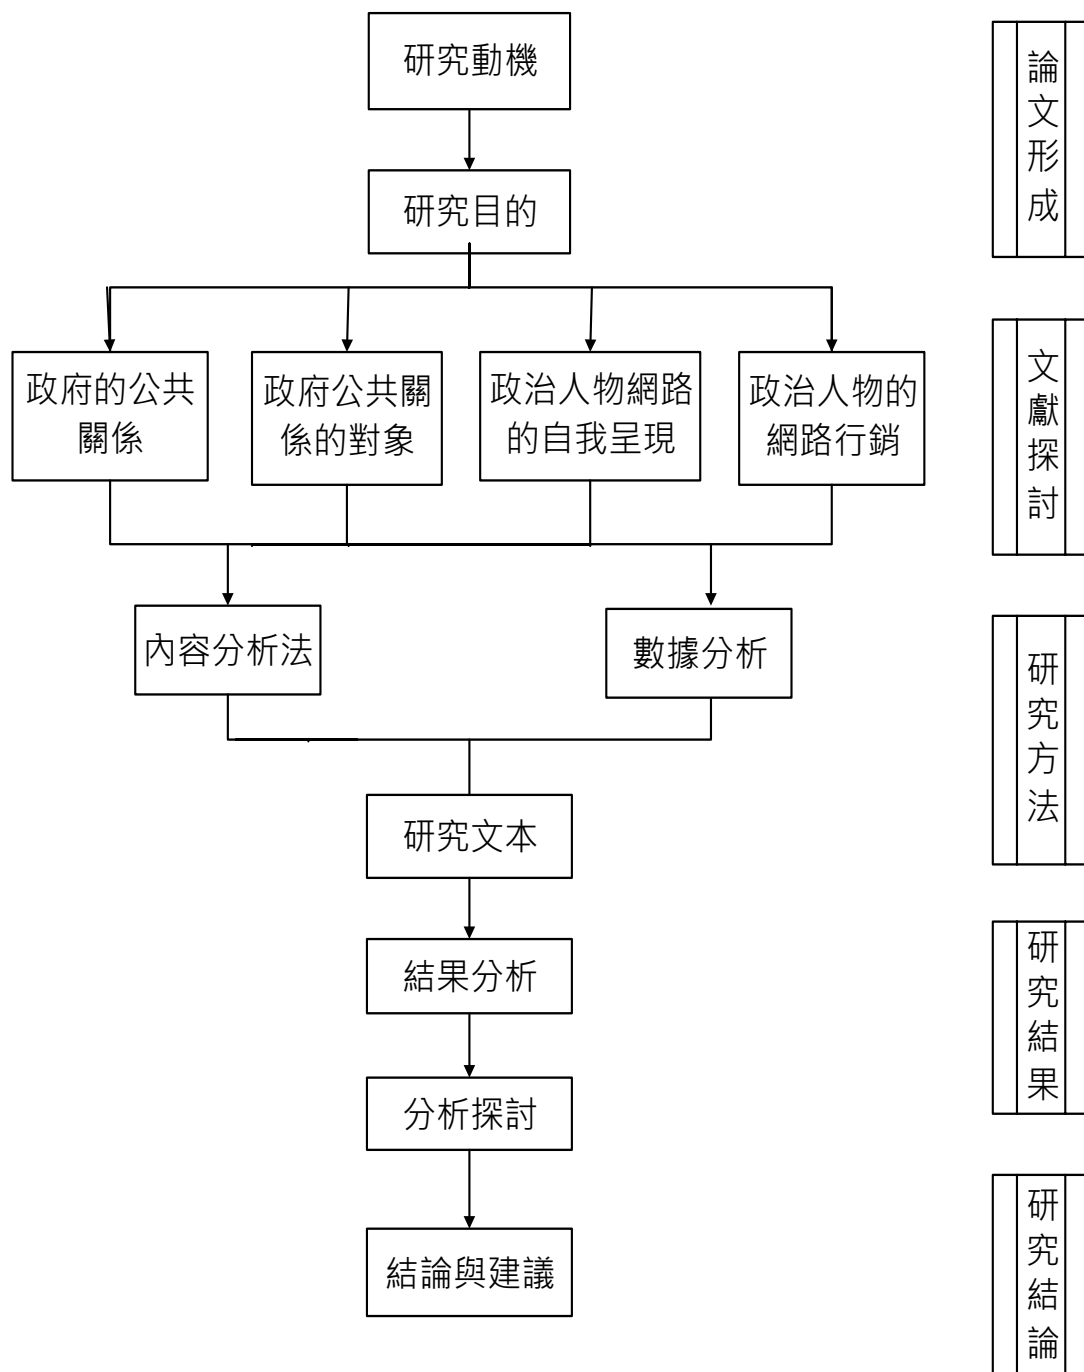 研究動機
研究目的
政府的公共
關係
政府公共關
係的對象
政治人物網路
的自我呈現
政治人物的
網路行銷
內容分析法
數據分析
研究文本
結果分析
分析探討
結論與建議
論文形成
文獻探討
研究方法
研究結果
研究結論